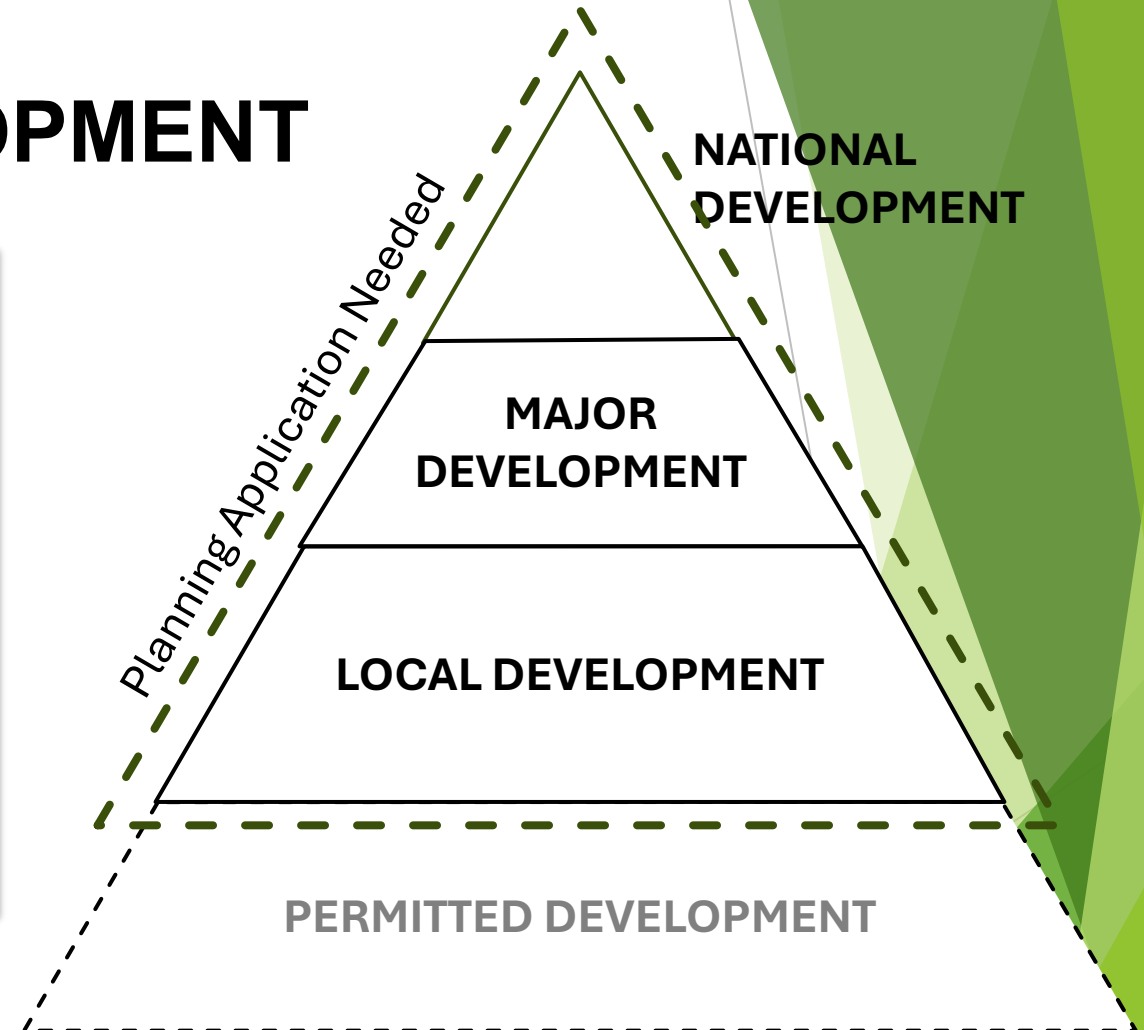 OPMENT
NATIONAL
DEVELOPMENT
Planning Application Needed
MAJOR
DEVELOPMENT
LOCAL DEVELOPMENT
PERMITTED DEVELOPMENT